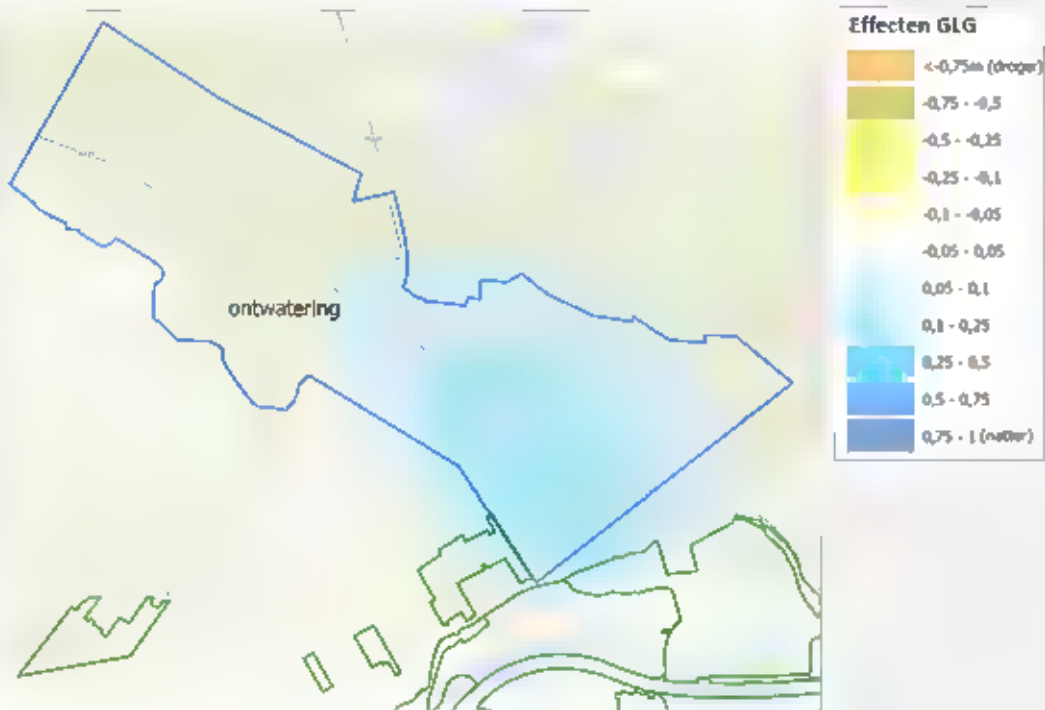 Effecten GLG
<-0,75m (droger)
-0,75 - -0,5
-0,5 - -0,25
-0,25 - -0,1
-0,1 - -0,05
-0,05 - 0,05
0,05 - 0,1
0,1 - 0,25
0,25 - 0,5
0,5 - 0,75
0,75 - 1 (natter)
ontwatering